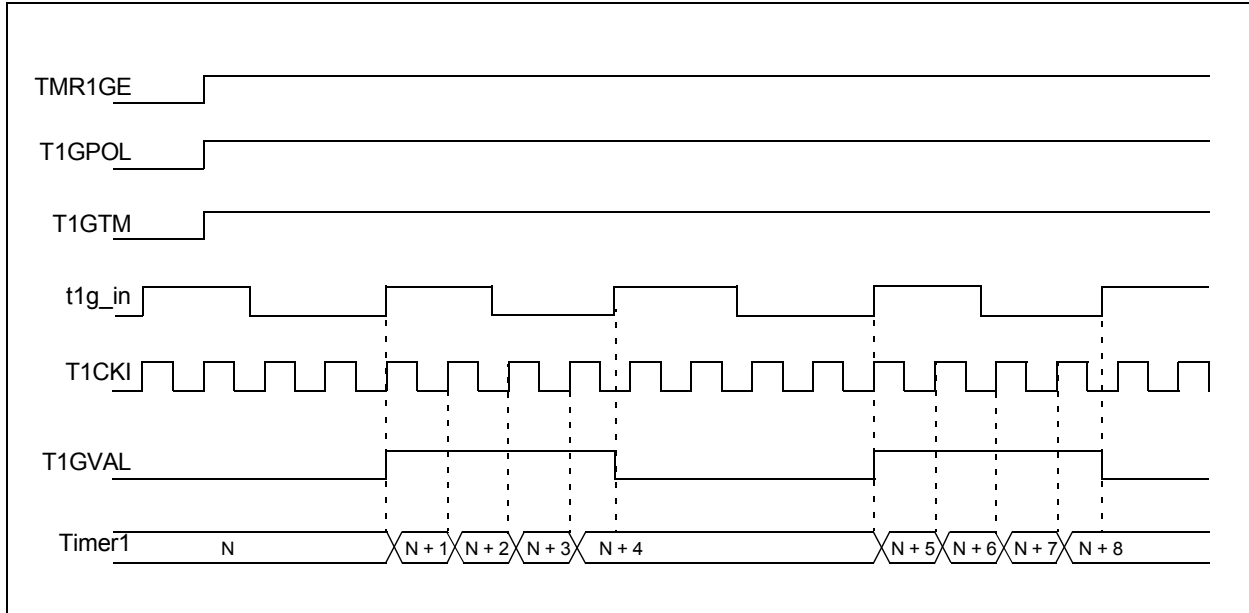 TMR1GE
T1GPOL
T1GTM
t1g_in
T1CKI
T1GVAL
Timer1 N N + 1 N + 2 N + 3 N + 4 N + 5 N + 6 N + 7 N + 8